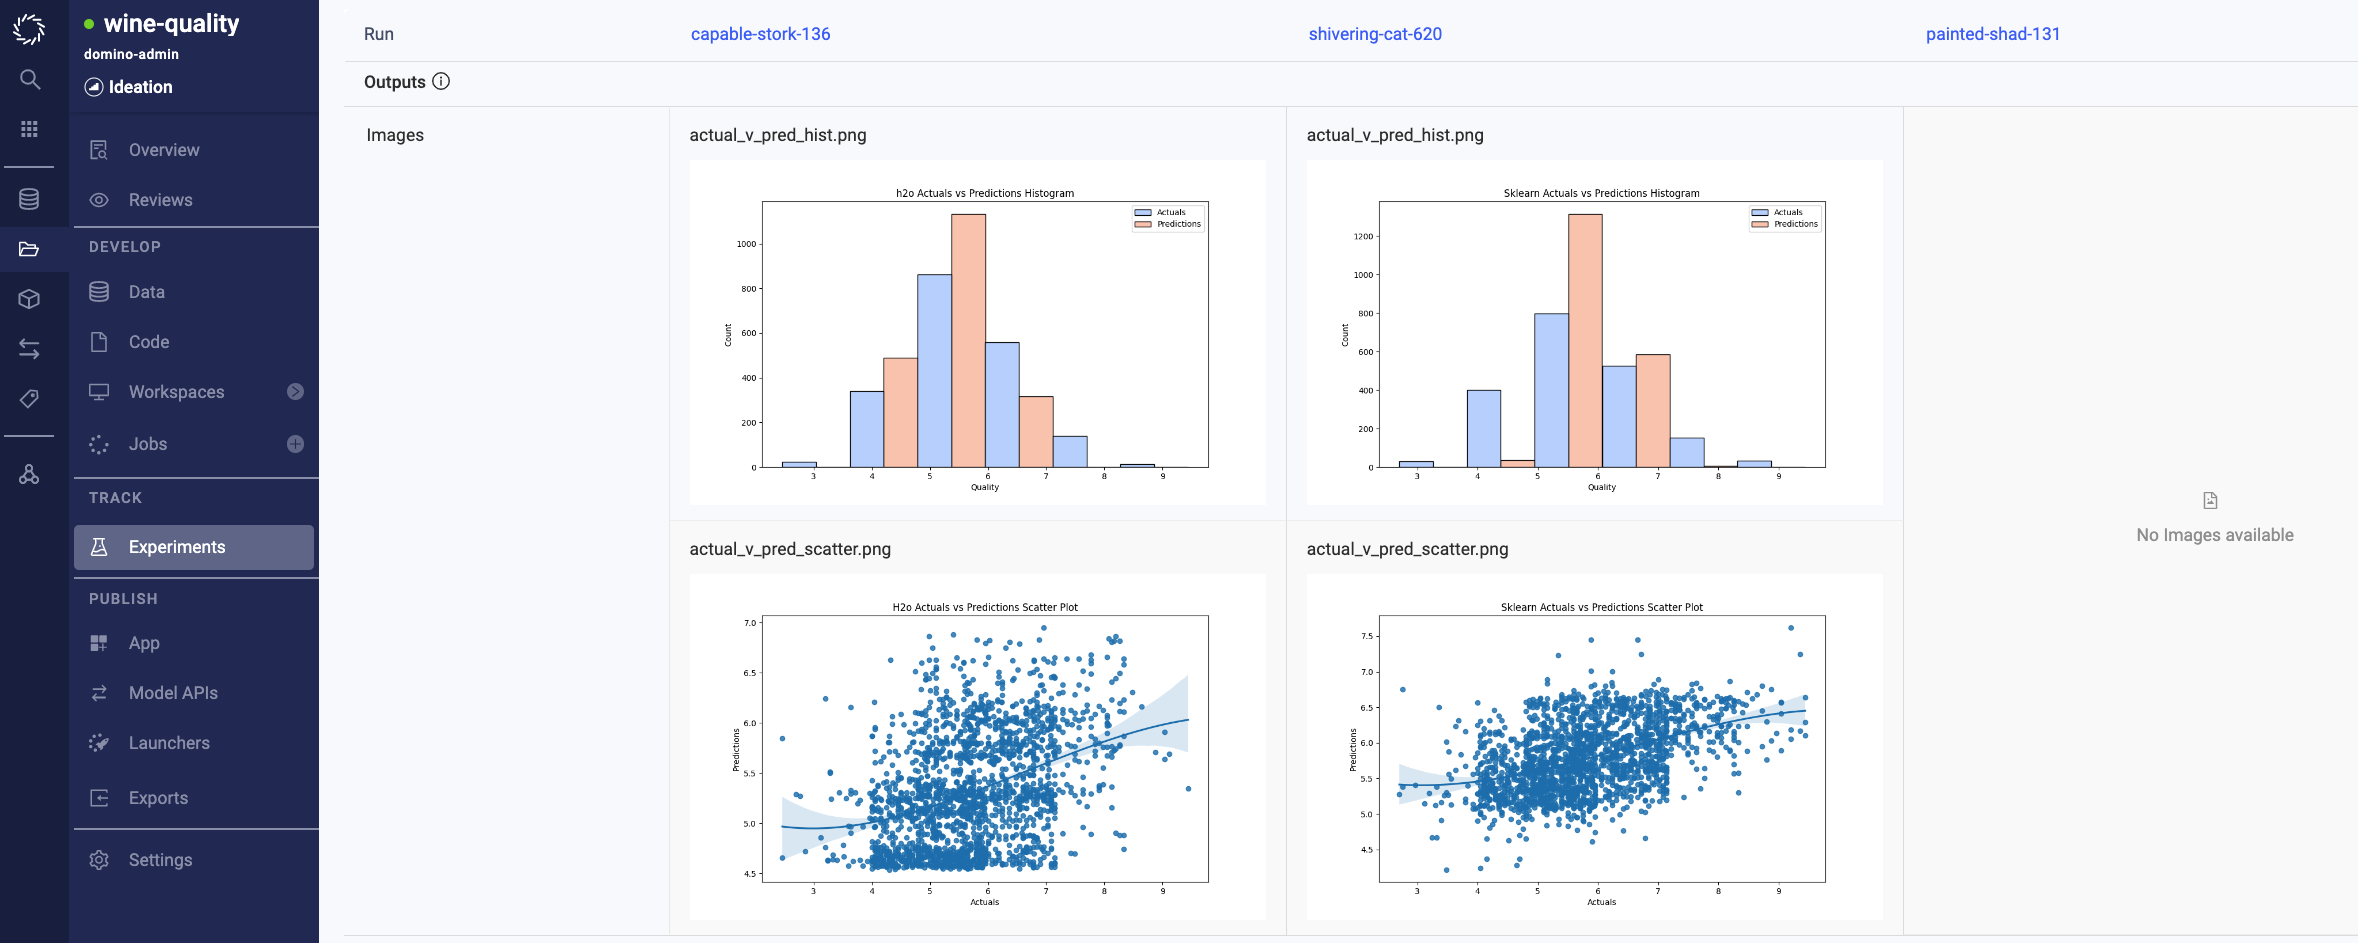 wine-quality
domino-admin
Ideation
Overview
Reviews
DEVELOP
Data
Code
Workspaces
Jobs
TRACK
Experiments
PUBLISH
App
Model APIs
Launchers
Exports
Settings
Run
capable-stork-136
shivering-cat-620
painted-shad-131
Outputs
Images
actual_v_pred_hist.png
h2o Actuals vs Predictions Histogram
Actuals
Predictions
1000
800
600
400
200
0
Count
3 4 5 6 7 8 9
Quality
actual_v_pred_hist.png
Sklearn Actuals vs Predictions Histogram
Actuals
Predictions
1200
1000
800
600
400
200
0
Count
3 4 5 6 7 8 9
Quality
No Images available
actual_v_pred_scatter.png
H2o Actuals vs Predictions Scatter Plot
7.0
6.5
6.0
5.5
5.0
4.5
Predictions
3 4 5 6 7 8 9
Actuals
actual_v_pred_scatter.png
Sklearn Actuals vs Predictions Scatter Plot
7.5
7.0
6.5
6.0
5.5
5.0
4.5
Predictions
3 4 5 6 7 8 9
Actuals